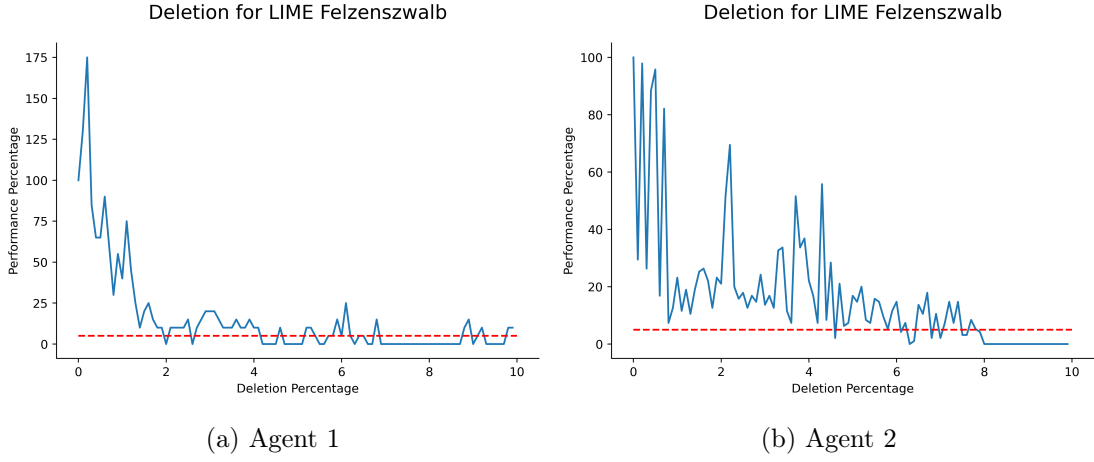 Deletion for LIME Felzenszwalb
175
150
125
100
75
50
25
0
Performance Percentage
0 2 4 6 8 10
Deletion Percentage
(a) Agent 1
Deletion for LIME Felzenszwalb
100
80
60
40
20
0
Performance Percentage
0 2 4 6 8 10
Deletion Percentage
(b) Agent 2